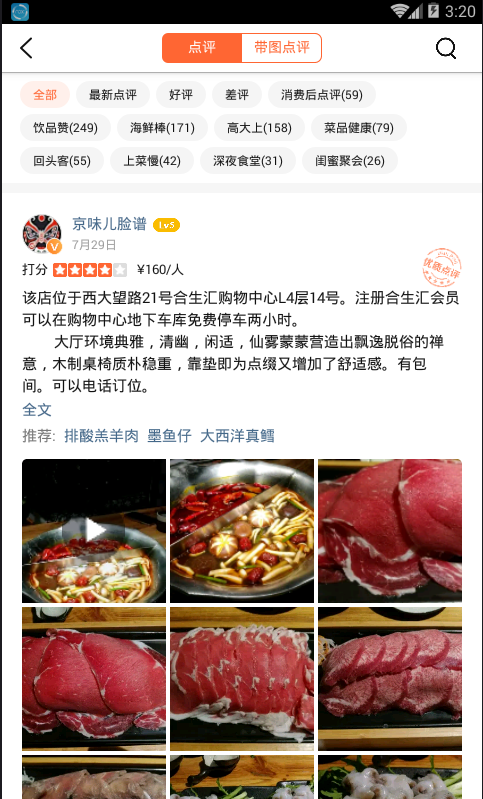 3:20
点评 带图点评
全部 最新点评 好评 差评 消费后点评(59)
饮品赞(249) 海鲜棒(171) 高大上(158) 菜品健康(79)
回头客(55) 上菜慢(42) 深夜食堂(31) 闺蜜聚会(26)
京味儿脸谱 Lv5
V
7月29日
优质点评
打分 ¥160/人
该店位于西大望路21号合生汇购物中心L4层14号。注册合生汇会员
可以在购物中心地下车库免费停车两小时。
大厅环境典雅，清幽，闲适，仙雾蒙蒙营造出飘逸脱俗的禅
意，木制桌椅质朴稳重，靠垫即为点缀又增加了舒适感。有包
间。可以电话订位。
全文
推荐: 排酸羔羊肉 墨鱼仔 大西洋真鳕